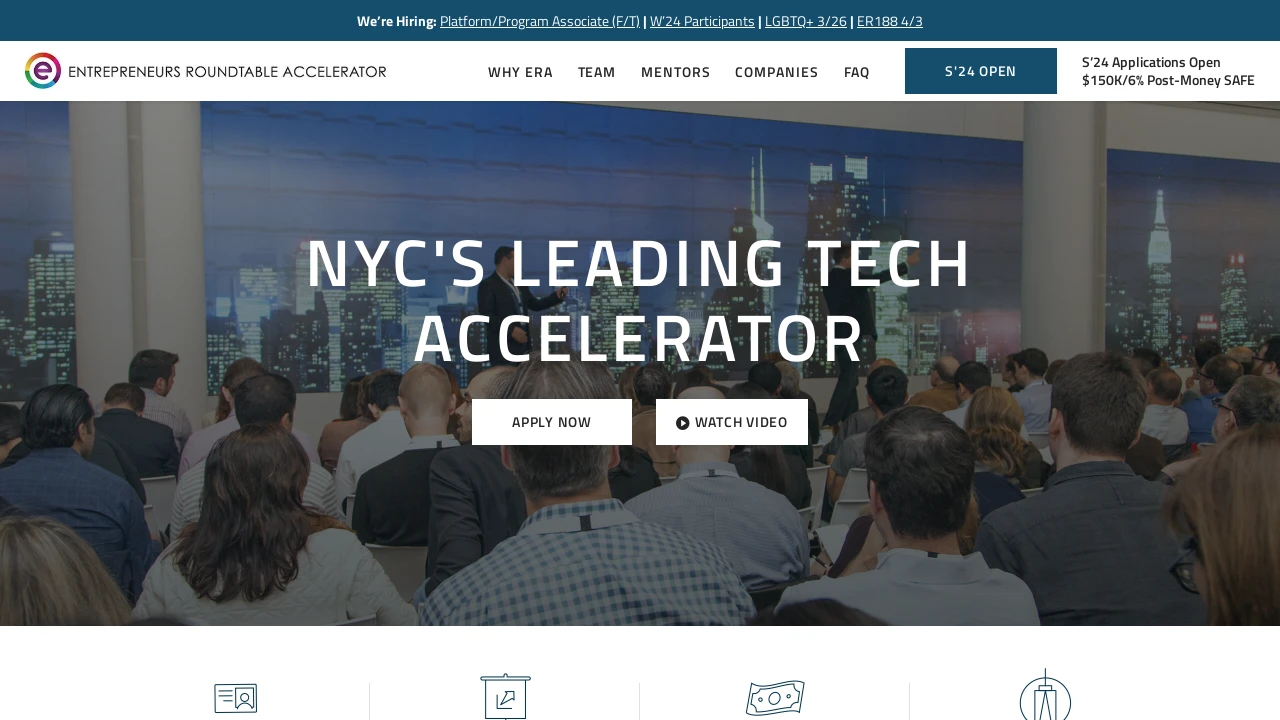 We're Hiring: Platform/Program Associate (F/T) | W'24 Participants | LGBTQ+ 3/26 | ER188 4/3
e ENTREPRENEURS ROUNDTABLE ACCELERATOR
WHY ERA TEAM MENTORS COMPANIES FAQ
S'24 OPEN
S'24 Applications Open
$150K/6% Post-Money SAFE
NYC'S LEADING TECH
ACCELERATOR
APPLY NOW
WATCH VIDEO